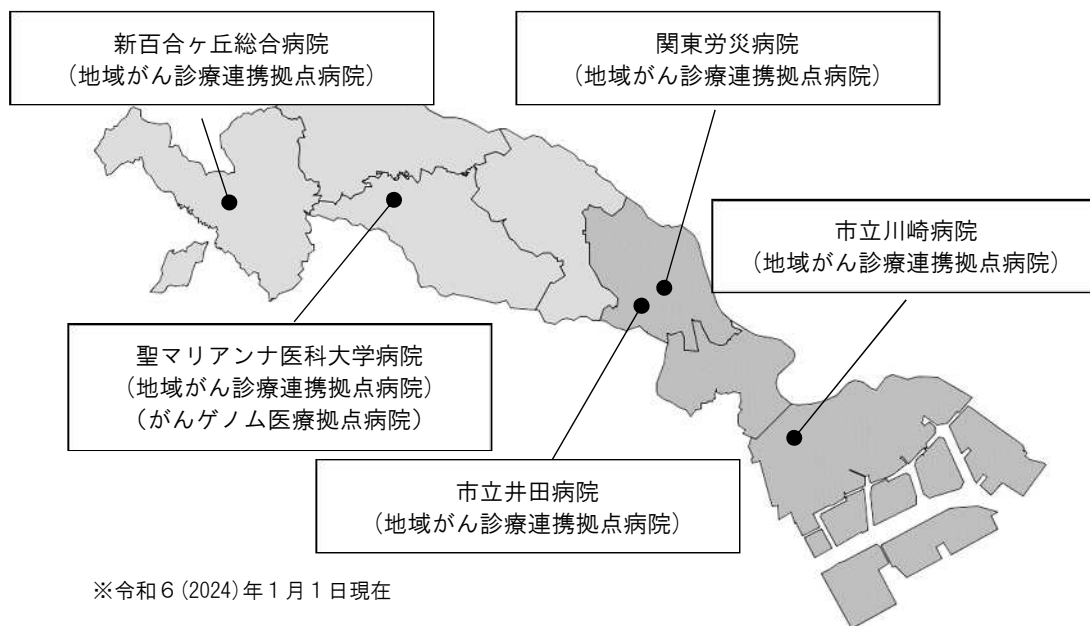 新百合ヶ丘総合病院
(地域がん診療連携拠点病院)
関東労災病院
(地域がん診療連携拠点病院)
市立川崎病院
(地域がん診療連携拠点病院)
聖マリアンナ医科大学病院
(地域がん診療連携拠点病院)
(がんゲノム医療拠点病院)
市立井田病院
(地域がん診療連携拠点病院)
※令和6(2024)年1月1日現在